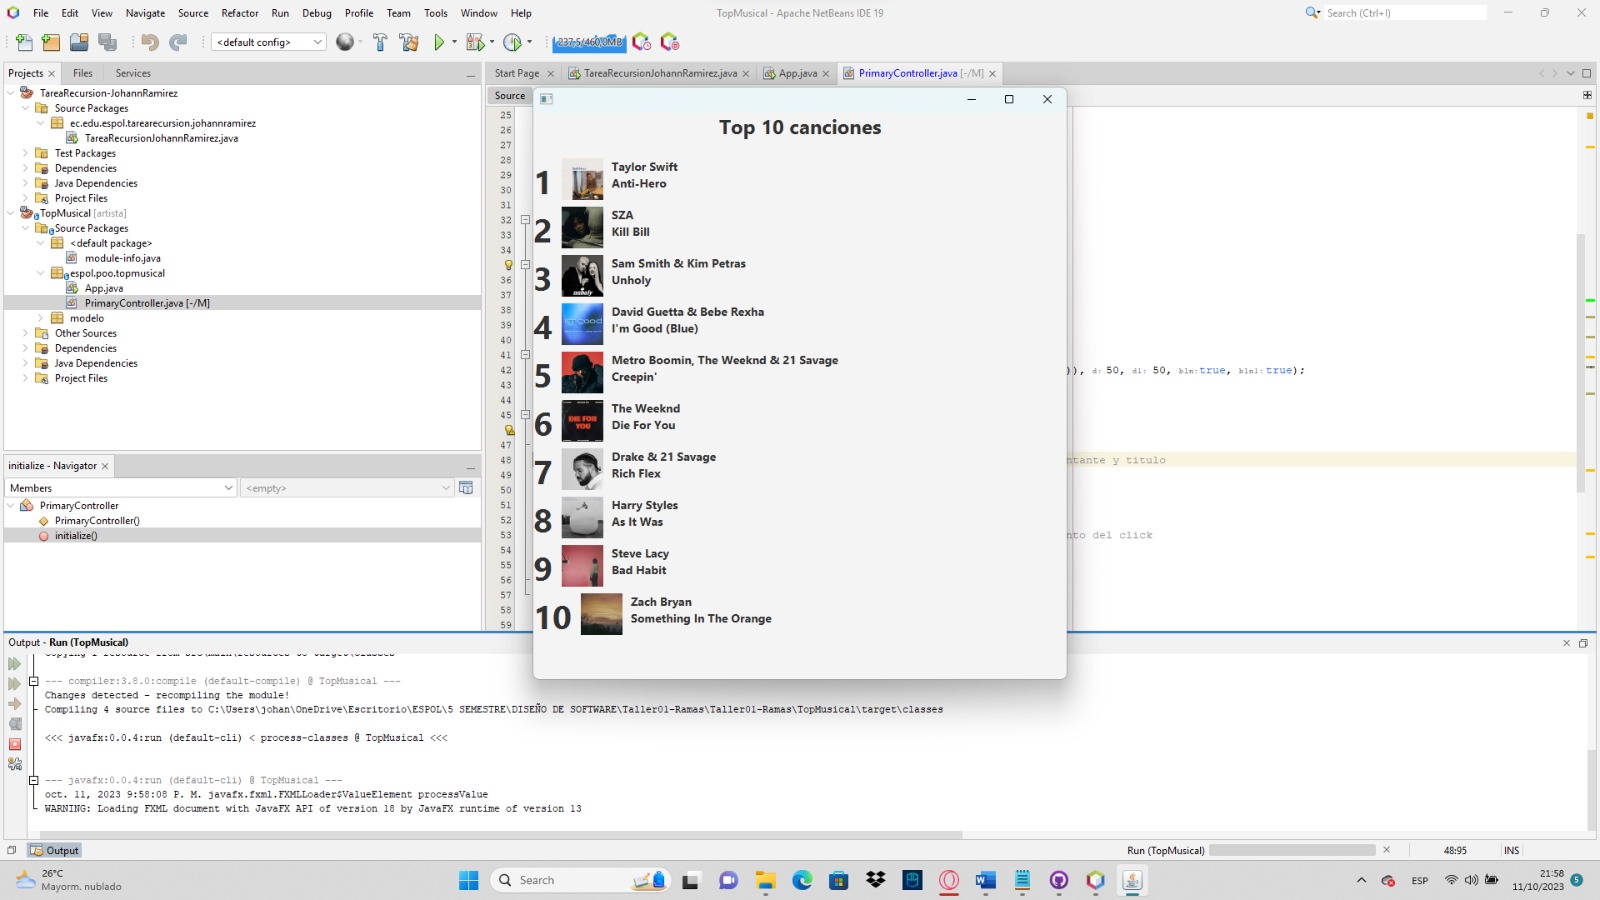 File Edit View Navigate Source Refactor Run Debug Profile Team Tools Window Help
TopMusical - Apache NetBeans IDE 19
Search (Ctrl+I)
<default config>
237,5/460,0MB
Projects Files Services
Start Page TareaRecursionJohannRamirez.java App.java PrimaryController.java [-/M]
Source
TareaRecursion-JohannRamirez
Source Packages
ec.edu.espol.tarearecursion.johannramirez
TareaRecursionJohannRamirez.java
Test Packages
Dependencies
Java Dependencies
Project Files
TopMusical [artista]
Source Packages
<default package>
module-info.java
espol.poo.topmusical
App.java
PrimaryController.java [-/M]
modelo
Other Sources
Dependencies
Java Dependencies
Project Files
initialize - Navigator
Members
<empty>
PrimaryController
PrimaryController()
initialize()
25
26
27
28
29
30
31
32
33
34
36
37
38
39
40
41
42
43
44
45
47
48
49
50
51
52
53
54
55
56
57
58
59
)), d: 50, d1: 50, bln: true, bln1: true);
ntante y titulo
nto del click
Top 10 canciones
1
Taylor Swift
Anti-Hero
2
SZA
Kill Bill
3
Sam Smith & Kim Petras
Unholy
unholy
4
David Guetta & Bebe Rexha
I'm Good (Blue)
5
Metro Boomin, The Weeknd & 21 Savage
Creepin'
6
DIE FOR
YOU
The Weeknd
Die For You
7
Drake & 21 Savage
Rich Flex
8
Harry Styles
As It Was
9
Steve Lacy
Bad Habit
10
Zach Bryan
Something In The Orange
Output - Run (TopMusical)
--- compiler:3.8.0:compile (default-compile) @ TopMusical ---
Changes detected - recompiling the module!
Compiling 4 source files to C:\Users\johan\OneDrive\Escritorio\ESPOL\5 SEMESTRE\DISEÑO DE SOFTWARE\Taller01-Ramas\Taller01-Ramas\TopMusical\target\classes
<<< javafx:0.0.4:run (default-cli) < process-classes @ TopMusical <<<
--- javafx:0.0.4:run (default-cli) @ TopMusical ---
oct. 11, 2023 9:58:08 P. M. javafx.fxml.FXMLLoader$ValueElement processValue
WARNING: Loading FXML document with JavaFX API of version 18 by JavaFX runtime of version 13
Output
Run (TopMusical)
48:95
INS
26°C
Mayorm. nublado
Search
ESP
21:58
11/10/2023
5